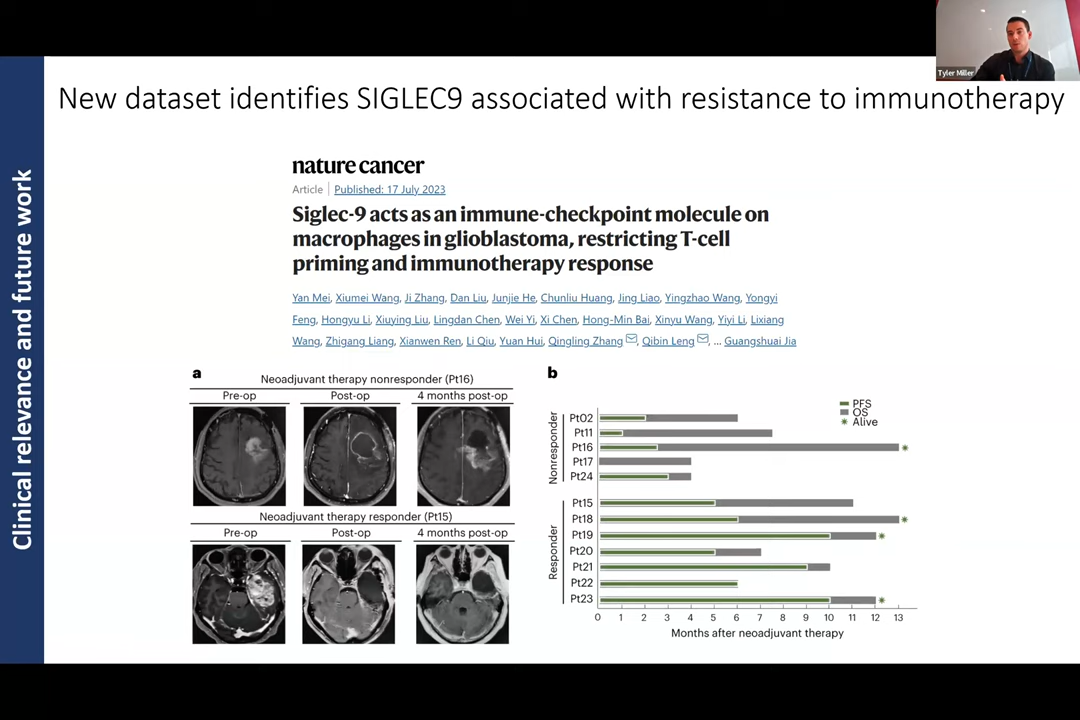 Tyler Miller
New dataset identifies SIGLEC9 associated with resistance to immunotherapy
Clinical relevance and future work
nature cancer
Article | Published: 17 July 2023
Siglec-9 acts as an immune-checkpoint molecule on
macrophages in glioblastoma, restricting T-cell
priming and immunotherapy response
Yan Mei, Xiumei Wang, Ji Zhang, Dan Liu, Junjie He, Chunliu Huang, Jing Liao, Yingzhao Wang, Yongyi
Feng, Hongyu Li, Xiuying Liu, Lingdan Chen, Wei Yi, Xi Chen, Hong-Min Bai, Xinyu Wang, Yiyi Li, Lixiang
Wang, Zhigang Liang, Xianwen Ren, Li Qiu, Yuan Hui, Qingling Zhang, Qibin Leng, ... Guangshuai Jia
a
Neoadjuvant therapy nonresponder (Pt16)
Pre-op Post-op 4 months post-op
Neoadjuvant therapy responder (Pt15)
Pre-op Post-op 4 months post-op
b
PFS
OS
* Alive
Nonresponder
Pt02
Pt11
Pt16
Pt17
Pt24
Responder
Pt15
Pt18
Pt19
Pt20
Pt21
Pt22
Pt23
0 1 2 3 4 5 6 7 8 9 10 11 12 13
Months after neoadjuvant therapy